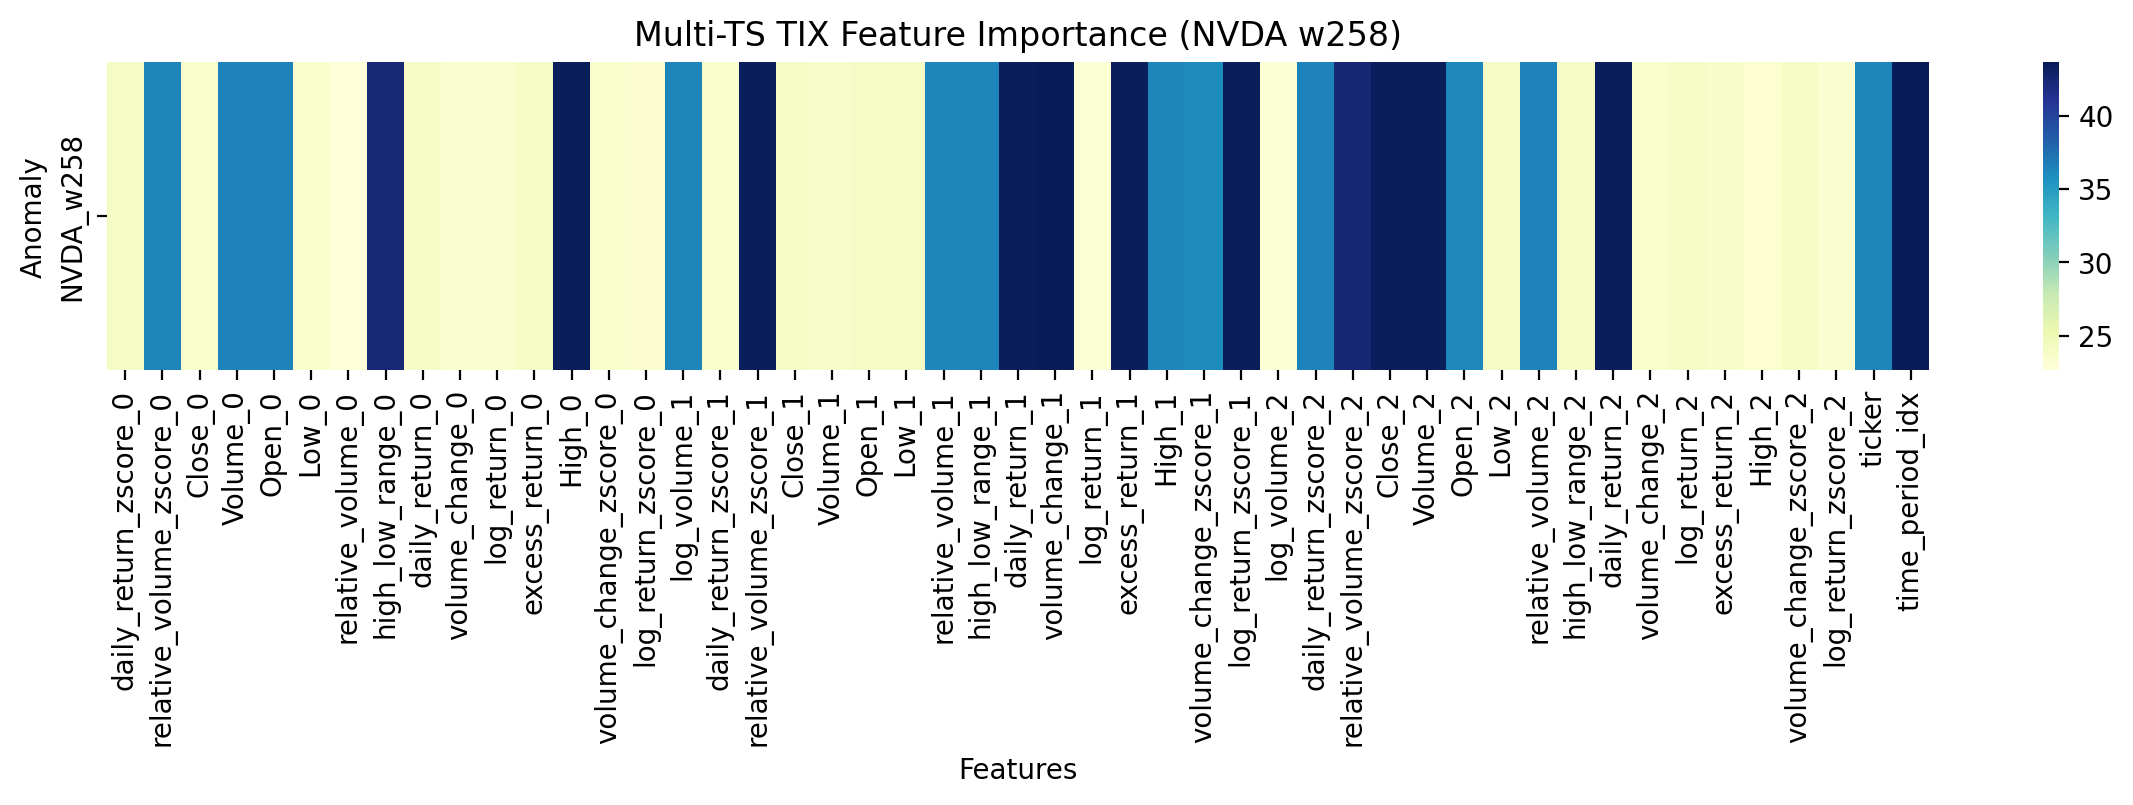 Multi-TS TIX Feature Importance (NVDA w258)
Anomaly
NVDA_w258
40
35
30
25
daily_return_zscore_0
relative_volume_zscore_0
Close_0
Volume_0
Open_0
Low_0
relative_volume_0
high_low_range_0
daily_return_0
volume_change_0
log_return_0
excess_return_0
High_0
volume_change_zscore_0
log_return_zscore_0
log_volume_1
daily_return_zscore_1
relative_volume_zscore_1
Close_1
Volume_1
Open_1
Low_1
relative_volume_1
high_low_range_1
daily_return_1
volume_change_1
log_return_1
excess_return_1
High_1
volume_change_zscore_1
log_return_zscore_1
log_volume_2
daily_return_zscore_2
relative_volume_zscore_2
Close_2
Volume_2
Open_2
Low_2
relative_volume_2
high_low_range_2
daily_return_2
volume_change_2
log_return_2
excess_return_2
High_2
volume_change_zscore_2
log_return_zscore_2
ticker
time_period_idx
Features